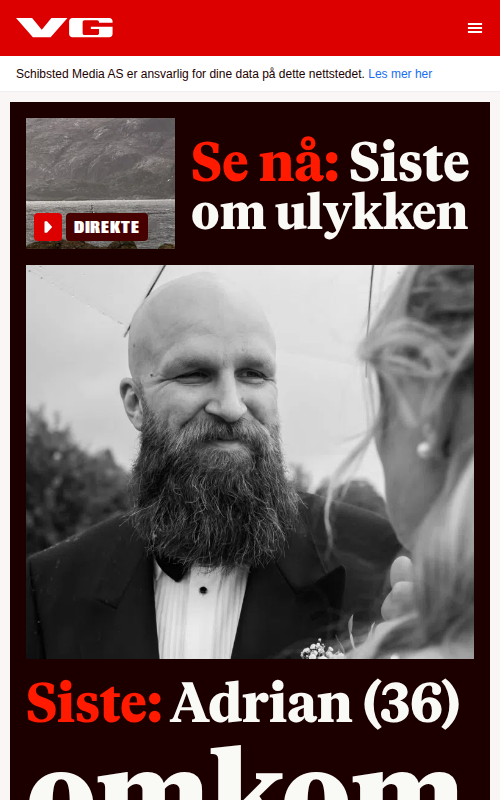 VG
Schibsted Media AS er ansvarlig for dine data på dette nettstedet. Les mer her
DIREKTE
Se nå: Siste
om ulykken
Siste: Adrian (36)
omkom